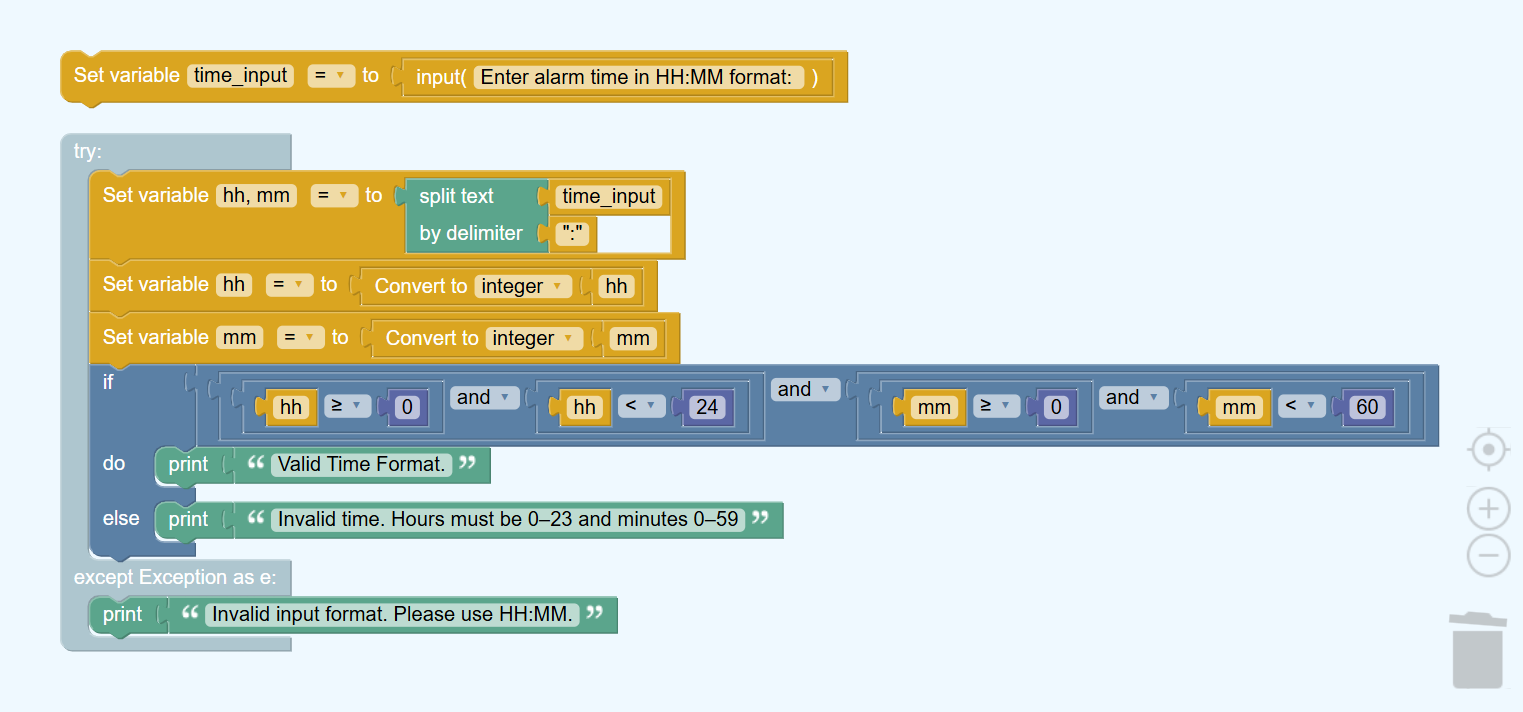 Set variable time_input = to input( Enter alarm time in HH:MM format: )
try:
Set variable hh, mm = to split text time_input
by delimiter ":"
Set variable hh = to Convert to integer hh
Set variable mm = to Convert to integer mm
if hh ≥ 0 and hh < 24 and mm ≥ 0 and mm < 60
do print “ Valid Time Format. ”
else print “ Invalid time. Hours must be 0–23 and minutes 0–59 ”
except Exception as e:
print “ Invalid input format. Please use HH:MM. ”